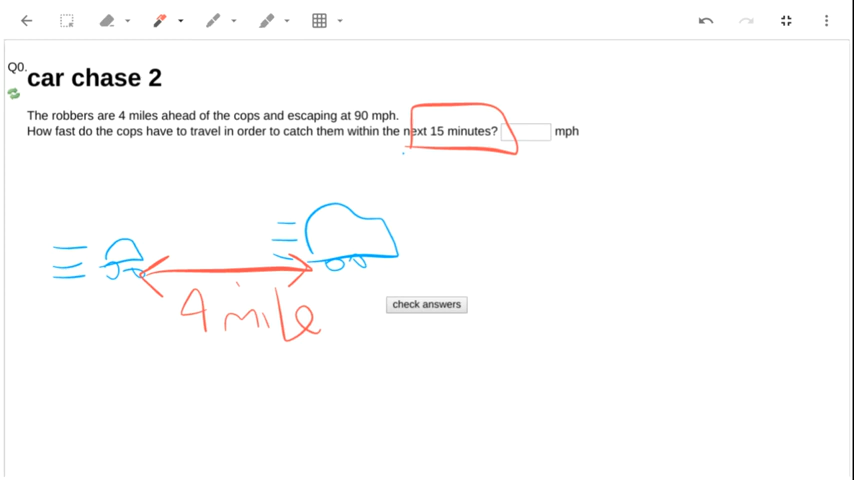 Q0.
car chase 2
The robbers are 4 miles ahead of the cops and escaping at 90 mph.
How fast do the cops have to travel in order to catch them within the next 15 minutes? mph
4 mile
check answers